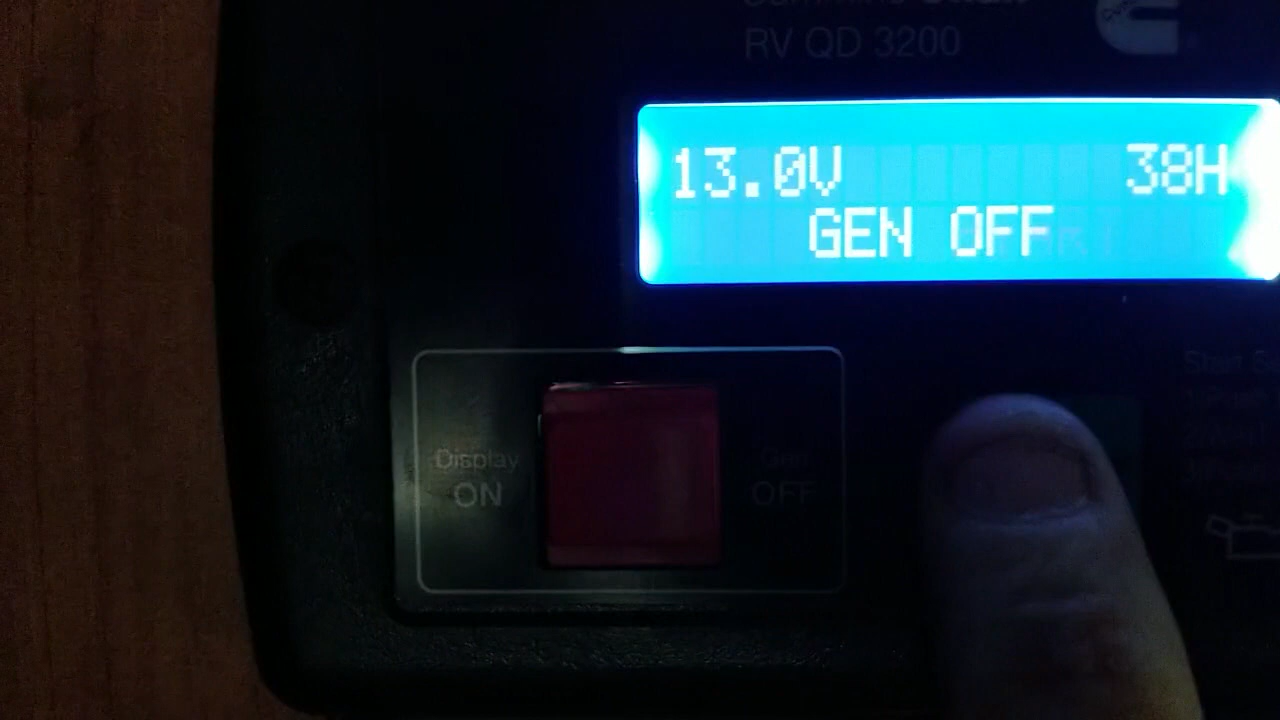 RV QD 3200
13.0V 38H
GEN OFF
Display
ON
Gen
OFF